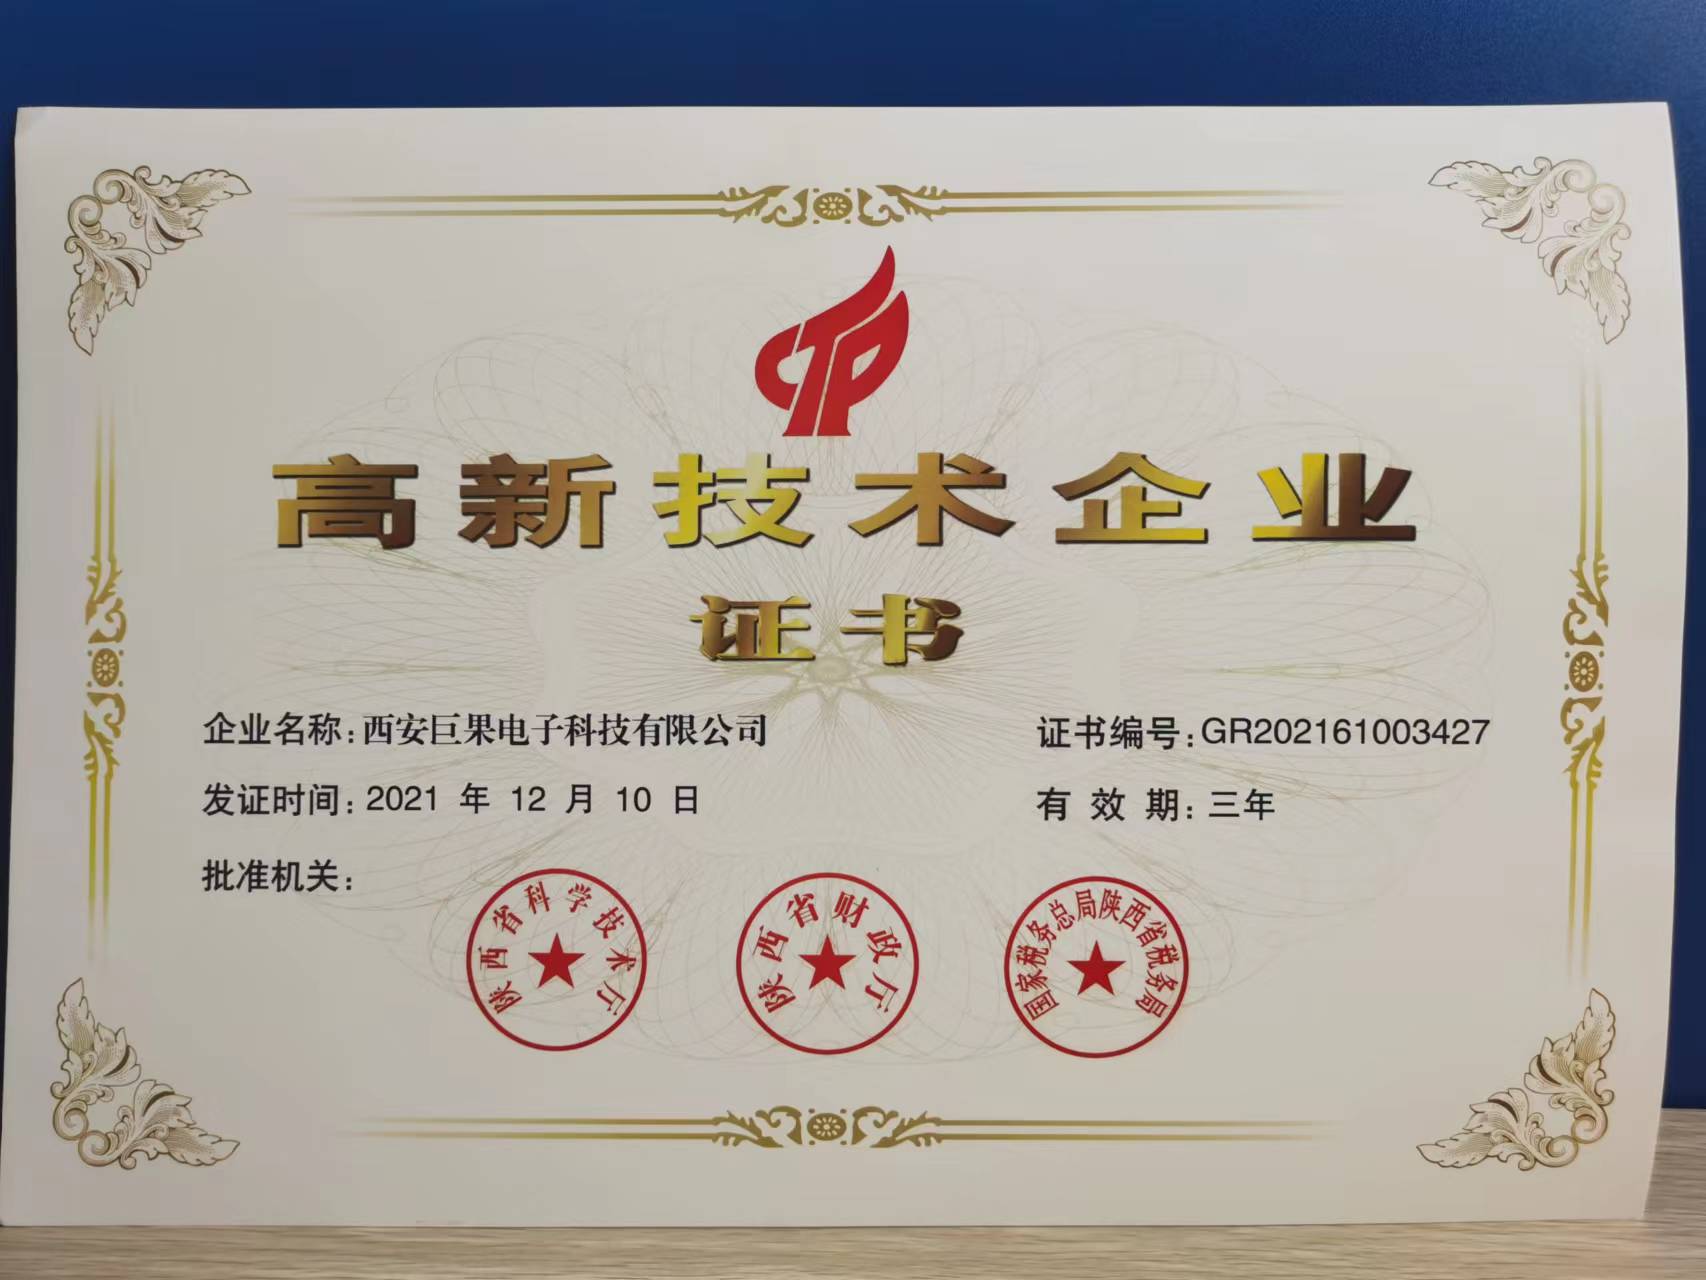 高新技术企业
证书
企业名称：西安巨果电子科技有限公司
证书编号：GR202161003427
发证时间：2021 年 12 月 10 日
有 效 期：三年
批准机关：
陕西省科学技术厅
陕西省财政厅
国家税务总局陕西省税务局